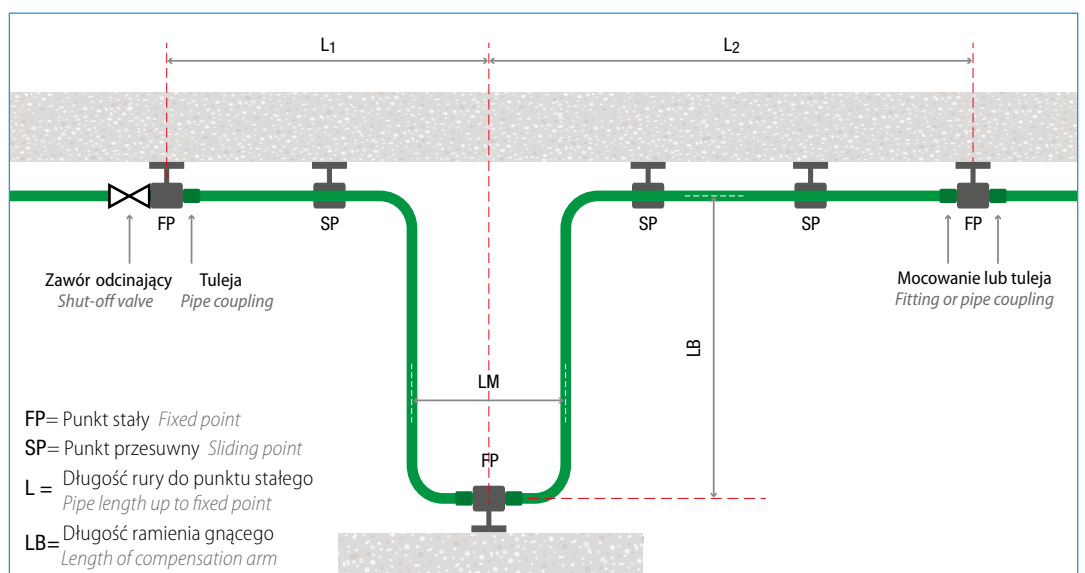 L1
L2
FP
SP
SP
SP
FP
Zawór odcinający
Shut-off valve
Tuleja
Pipe coupling
Mocowanie lub tuleja
Fitting or pipe coupling
LB
LM
FP
FP= Punkt stały Fixed point
SP= Punkt przesuwny Sliding point
L = Długość rury do punktu stałego
Pipe length up to fixed point
LB= Długość ramienia gnącego
Length of compensation arm